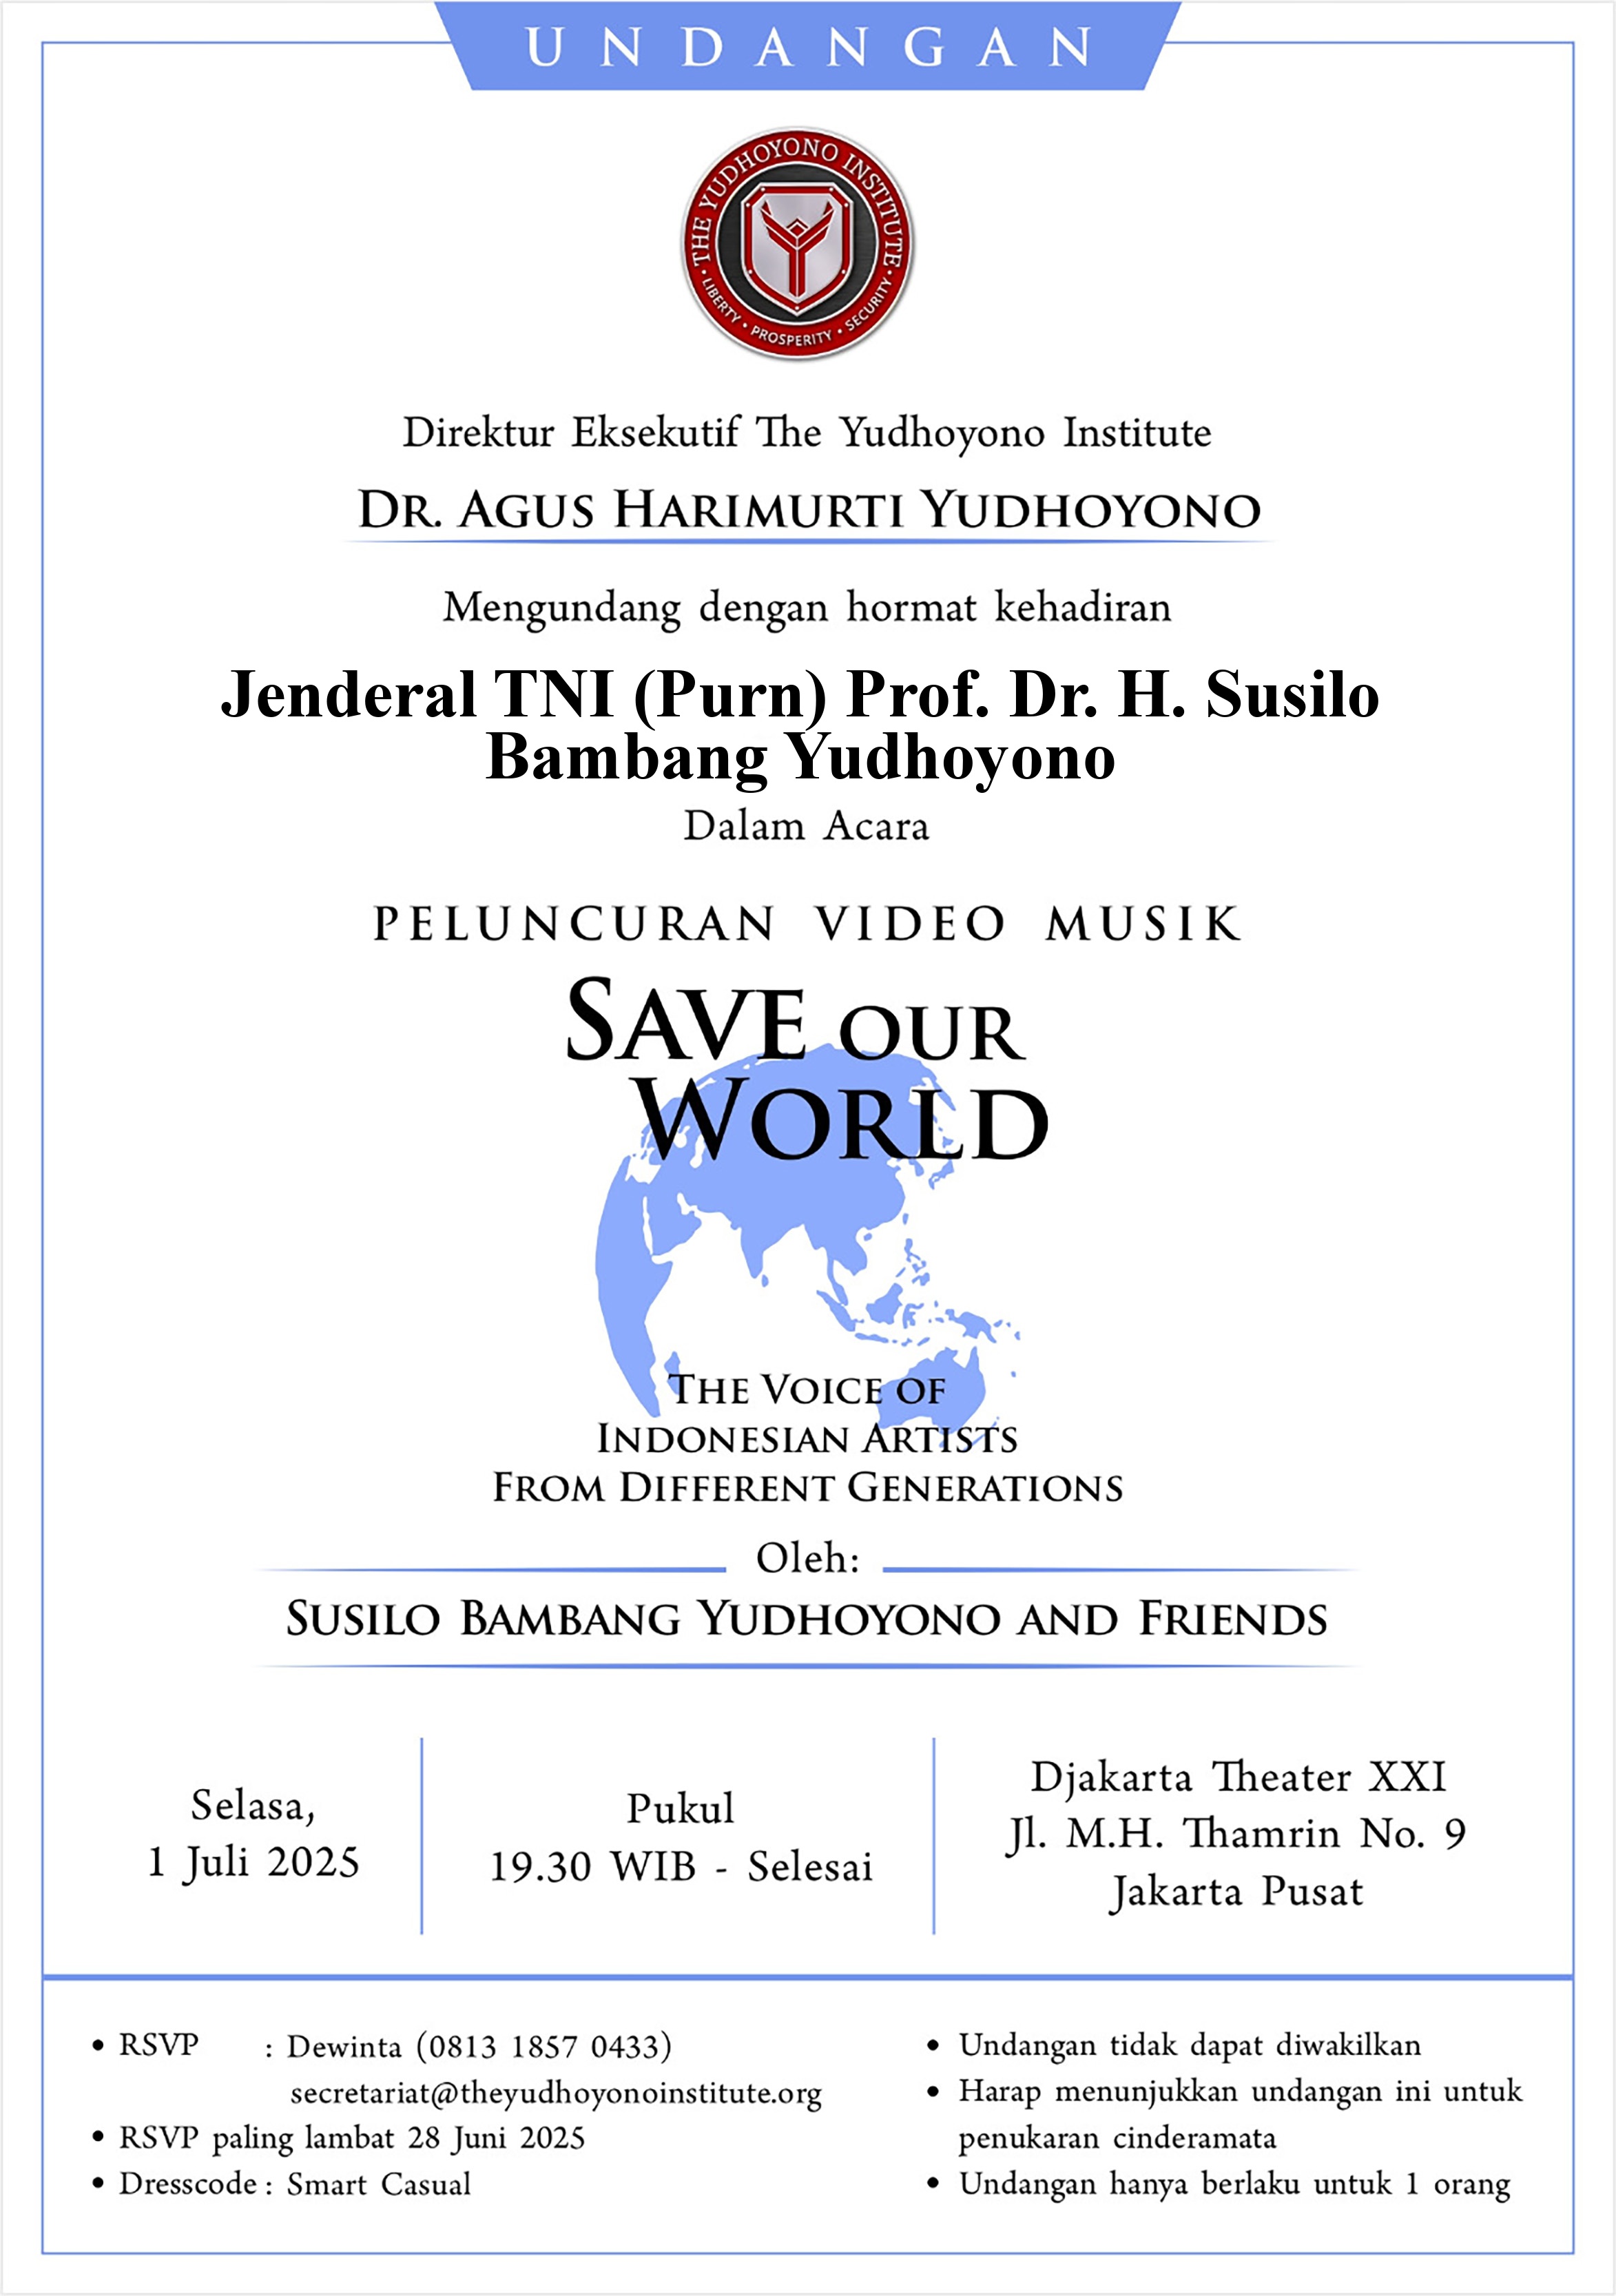 UNDANGAN
THE YUDHOYONO INSTITUTE
LIBERTY • PROSPERITY • SECURITY
Direktur Eksekutif The Yudhoyono Institute
DR. AGUS HARIMURTI YUDHOYONO
Mengundang dengan hormat kehadiran
Jenderal TNI (Purn) Prof. Dr. H. Susilo
Bambang Yudhoyono
Dalam Acara
PELUNCURAN VIDEO MUSIK
SAVE OUR
WORLD
THE VOICE OF
INDONESIAN ARTISTS
FROM DIFFERENT GENERATIONS
Oleh:
SUSILO BAMBANG YUDHOYONO AND FRIENDS
Selasa,
1 Juli 2025
Pukul
19.30 WIB - Selesai
Djakarta Theater XXI
Jl. M.H. Thamrin No. 9
Jakarta Pusat
• RSVP : Dewinta (0813 1857 0433)
secretariat@theyudhoyonoinstitute.org
• RSVP paling lambat 28 Juni 2025
• Dresscode : Smart Casual
• Undangan tidak dapat diwakilkan
• Harap menunjukkan undangan ini untuk
penukaran cinderamata
• Undangan hanya berlaku untuk 1 orang